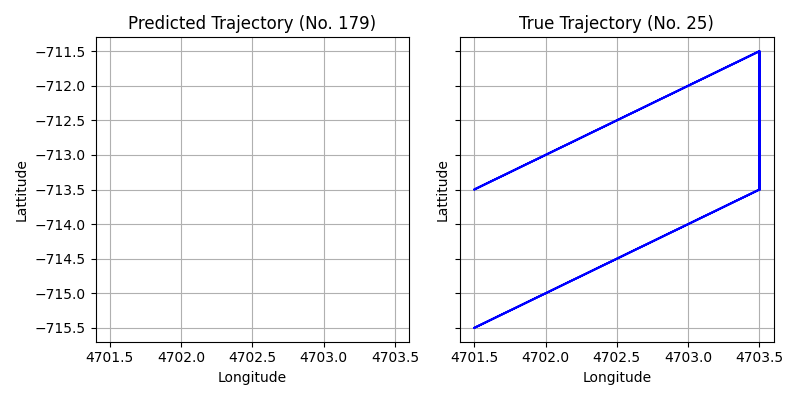 Predicted Trajectory (No. 179)
True Trajectory (No. 25)
−711.5
−712.0
−712.5
−713.0
−713.5
−714.0
−714.5
−715.0
−715.5
Lattitude
Lattitude
4701.5 4702.0 4702.5 4703.0 4703.5
4701.5 4702.0 4702.5 4703.0 4703.5
Longitude
Longitude